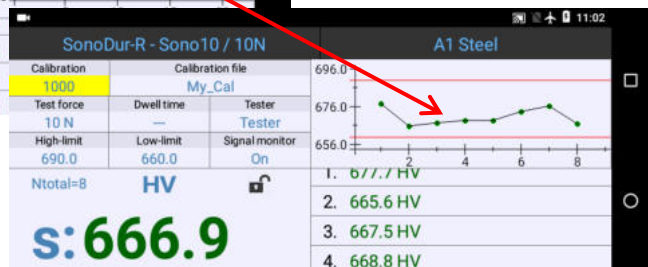 11:02
SonoDur-R - Sono10 / 10N
A1 Steel
Calibration
Calibration file
1000
My_Cal
Test force
Dwell time
Tester
10 N
---
Tester
High-limit
Low-limit
Signal monitor
690.0
660.0
On
Ntotal=8
HV
s:666.9
696.0
676.0
656.0
2
4
6
8
1. 677.7 HV
2. 665.6 HV
3. 667.5 HV
4. 668.8 HV